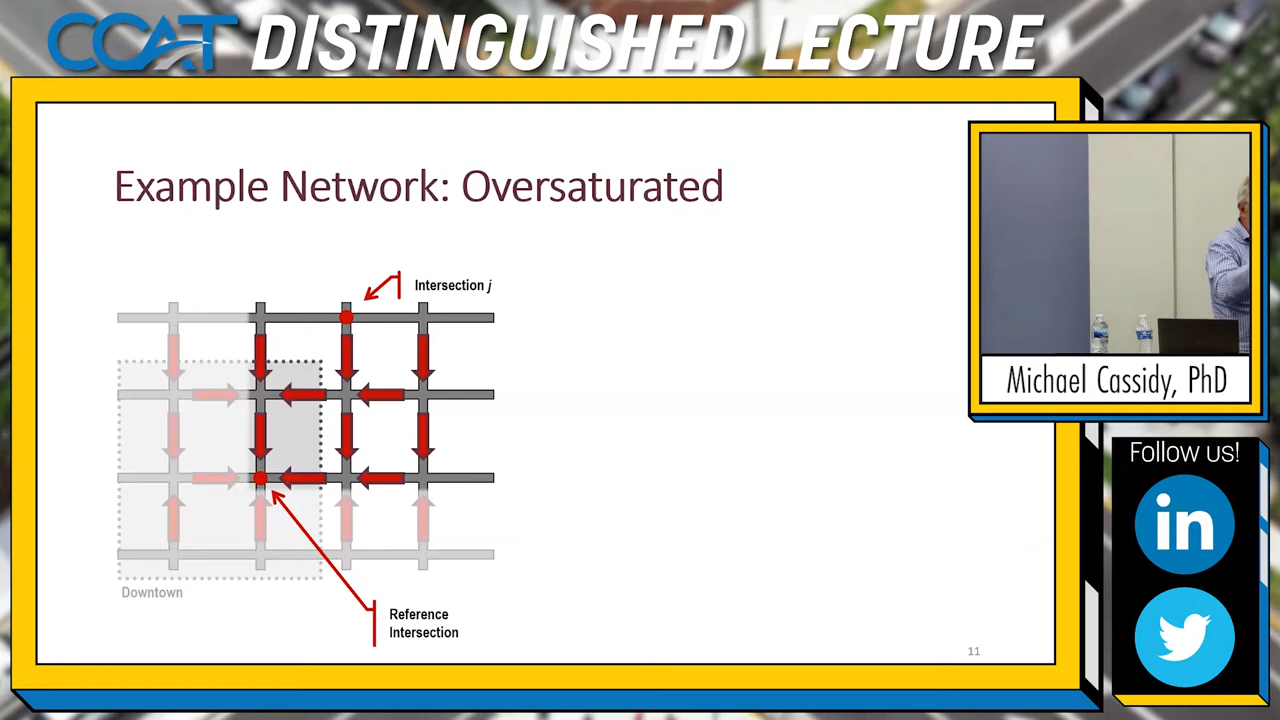 CCAT DISTINGUISHED LECTURE
Example Network: Oversaturated
Intersection j
Downtown
Reference
Intersection
11
Michael Cassidy, PhD
Follow us!
in